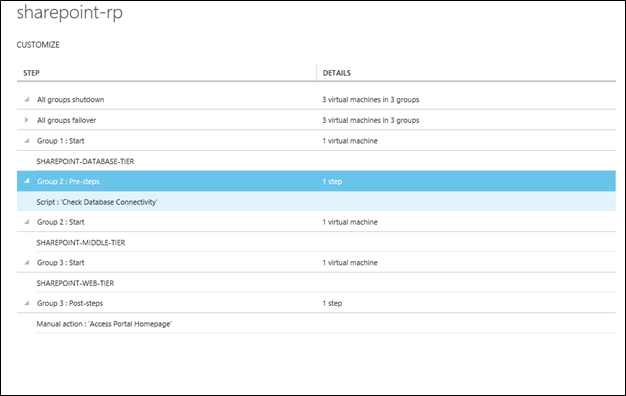 sharepoint-rp
CUSTOMIZE
STEP DETAILS
All groups shutdown 3 virtual machines in 3 groups
All groups failover 3 virtual machines in 3 groups
Group 1 : Start 1 virtual machine
SHAREPOINT-DATABASE-TIER
Group 2 : Pre-steps 1 step
Script : 'Check Database Connectivity'
Group 2 : Start 1 virtual machine
SHAREPOINT-MIDDLE-TIER
Group 3 : Start 1 virtual machine
SHAREPOINT-WEB-TIER
Group 3 : Post-steps 1 step
Manual action : 'Access Portal Homepage'